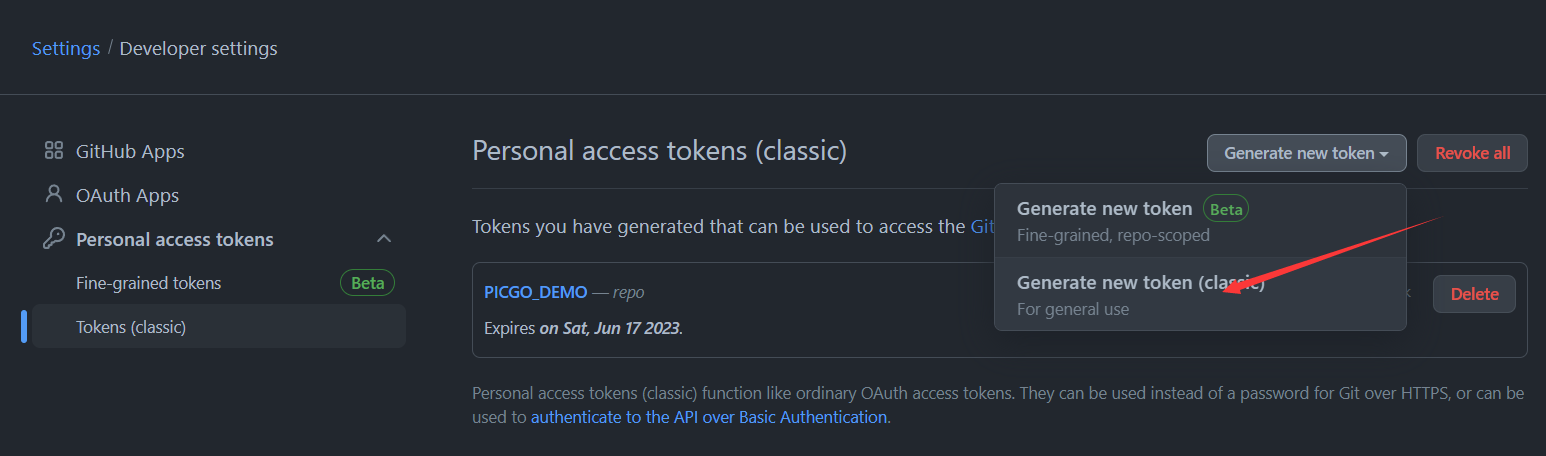 Settings / Developer settings
GitHub Apps
OAuth Apps
Personal access tokens
Fine-grained tokens Beta
Tokens (classic)
Personal access tokens (classic)
Generate new token
Revoke all
Generate new token Beta
Fine-grained, repo-scoped
Generate new token (classic)
For general use
Tokens you have generated that can be used to access the Git
PICGO_DEMO — repo
Delete
Expires on Sat, Jun 17 2023.
Personal access tokens (classic) function like ordinary OAuth access tokens. They can be used instead of a password for Git over HTTPS, or can be
used to authenticate to the API over Basic Authentication.